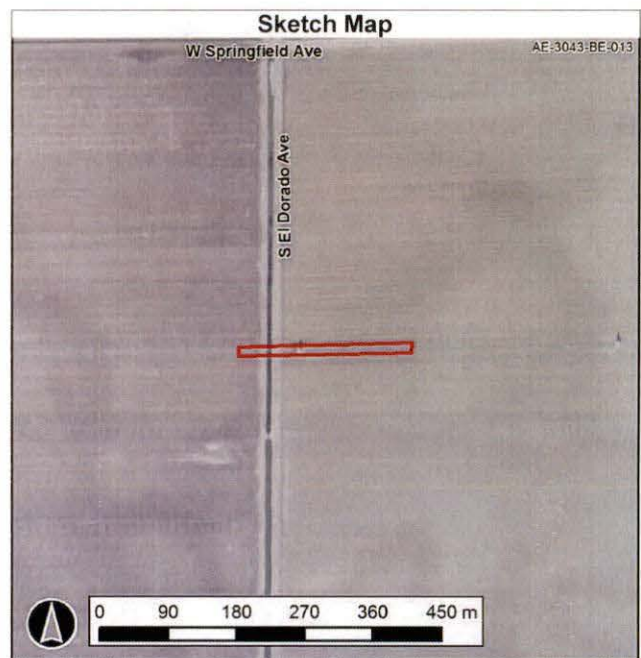 Sketch Map
W Springfield Ave
AE-3043-BE-013
S El Dorado Ave
0 90 180 270 360 450 m